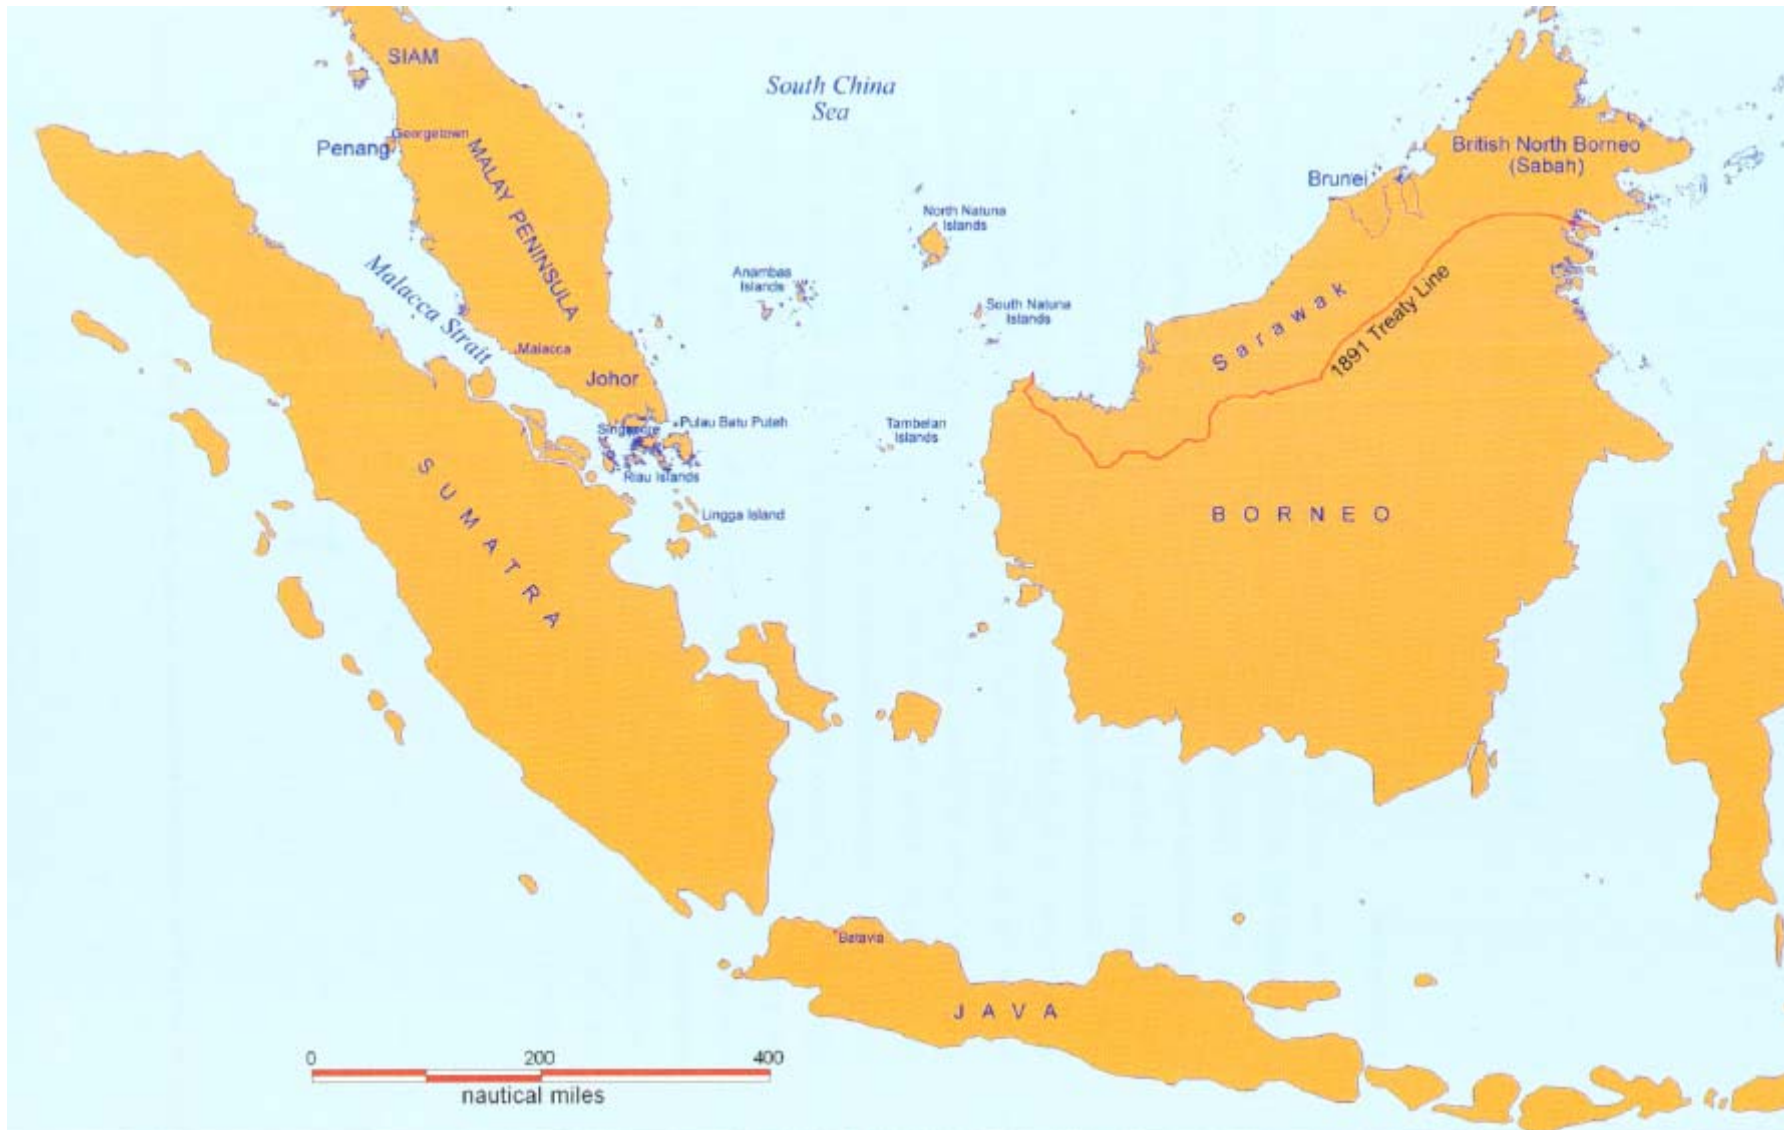 SIAM
South China
Sea
Georgetown
Penang
MALAY PENINSULA
British North Borneo
(Sabah)
Brunei
North Natuna
Islands
Anambas
Islands
South Natuna
Islands
Malacca Strait
Sarawak
1891 Treaty Line
Malacca
Johor
Pulau Batu Puteh
Singapore
Tambelan
Islands
Riau Islands
SUMATRA
Lingga Island
BORNEO
Batavia
JAVA
0 200 400
nautical miles